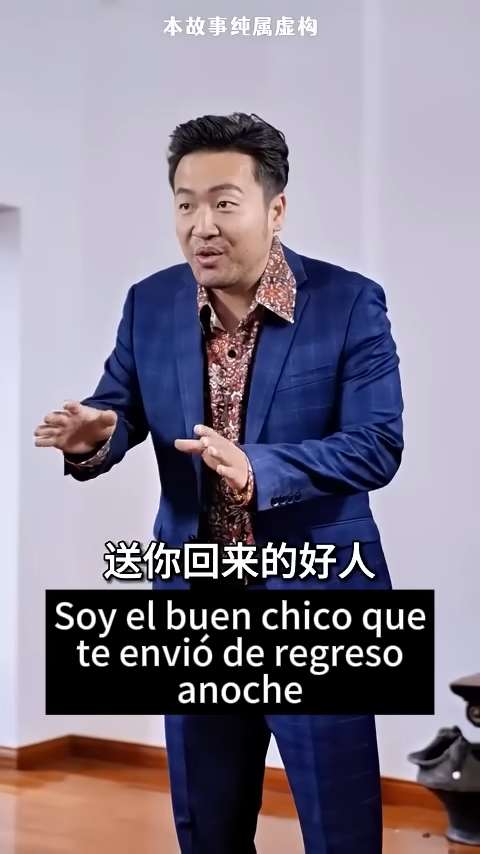 本故事纯属虚构
送你回来的好人
Soy el buen chico que
te envió de regreso
anoche